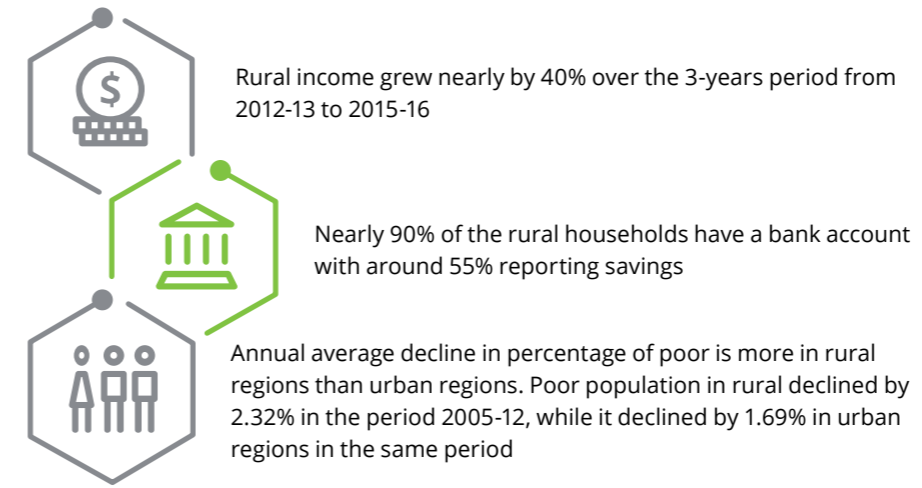 $
Rural income grew nearly by 40% over the 3-years period from
2012-13 to 2015-16
Nearly 90% of the rural households have a bank account
with around 55% reporting savings
Annual average decline in percentage of poor is more in rural
regions than urban regions. Poor population in rural declined by
2.32% in the period 2005-12, while it declined by 1.69% in urban
regions in the same period